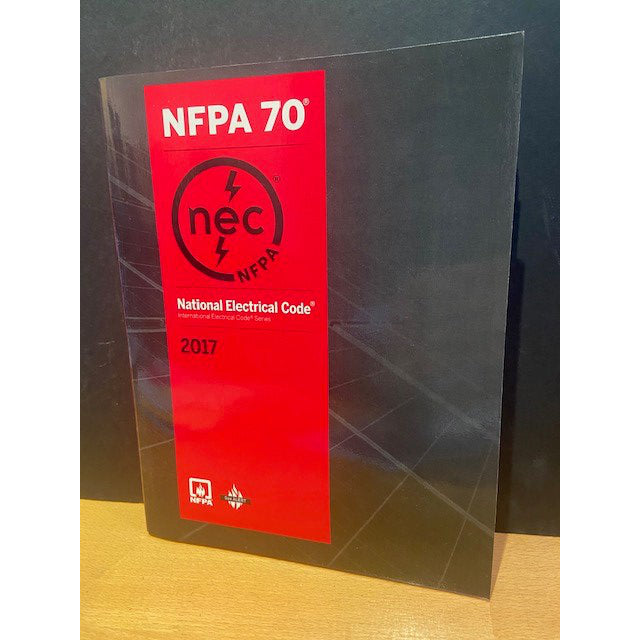 NFPA 70®
nec®
NFPA
National Electrical Code®
International Electrical Code® Series
2017
NFPA